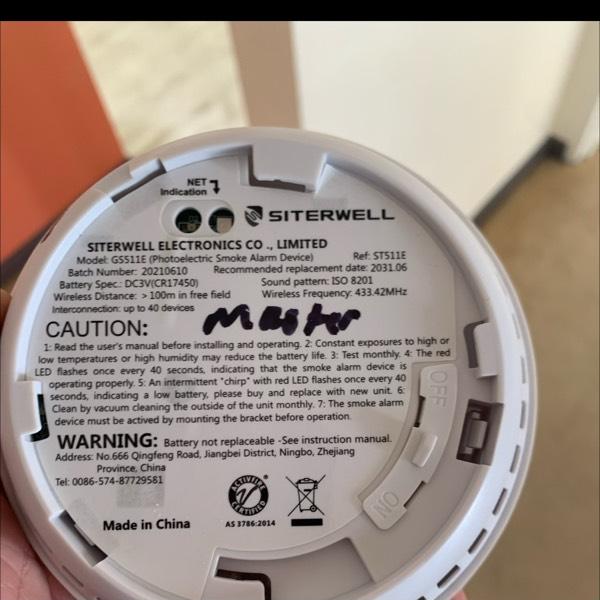 NET
Indication
SITERWELL
SITERWELL ELECTRONICS CO ., LIMITED
Model: GS511E (Photoelectric Smoke Alarm Device) Ref: ST511E
Batch Number: 20210610 Recommended replacement date: 2031.06
Battery Spec.: DC3V(CR17450) Sound pattern: ISO 8201
Wireless Distance: >100m in free field Wireless Frequency: 433.42MHz
Interconnection: up to 40 devices
Master
CAUTION:
1: Read the user's manual before installing and operating. 2: Constant exposures to high or
low temperatures or high humidity may reduce the battery life. 3: Test monthly. 4: The red
LED flashes once every 40 seconds, indicating that the smoke alarm device is
operating properly. 5: An intermittent "chirp" with red LED flashes once every 40
seconds, indicating a low battery, please buy and replace with new unit. 6:
Clean by vacuum cleaning the outside of the unit monthly. 7: The smoke alarm
device must be actived by mounting the bracket before operation.
OFF
ON
WARNING: Battery not replaceable -See instruction manual.
Address: No.666 Qingfeng Road, Jiangbei District, Ningbo, Zhejiang
Province, China
Tel: 0086-574-87729581
Made in China
ACTIVFIRE
CERTIFIED
AS 3786:2014